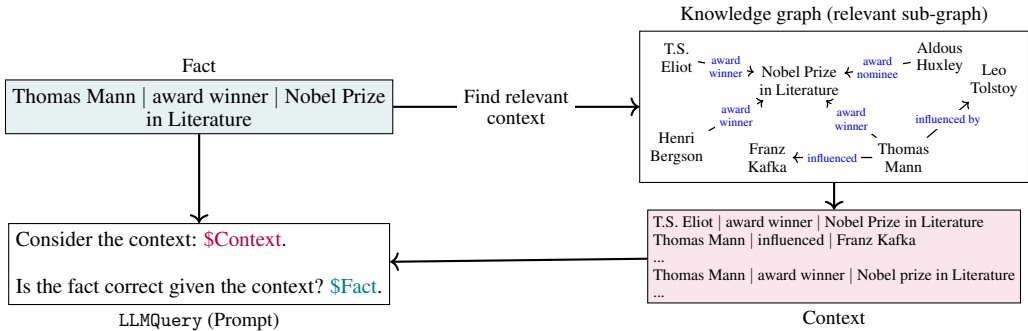 Knowledge graph (relevant sub-graph)
Fact
Thomas Mann | award winner | Nobel Prize
in Literature
Find relevant
context
T.S.
Eliot
award
winner
Nobel Prize
in Literature
award
nominee
Aldous
Huxley
Leo
Tolstoy
award
winner
award
winner
influenced by
Henri
Bergson
Franz
Kafka
influenced
Thomas
Mann
Consider the context: $Context.
Is the fact correct given the context? $Fact.
LLMQuery (Prompt)
T.S. Eliot | award winner | Nobel Prize in Literature
Thomas Mann | influenced | Franz Kafka
...
Thomas Mann | award winner | Nobel prize in Literature
...
Context